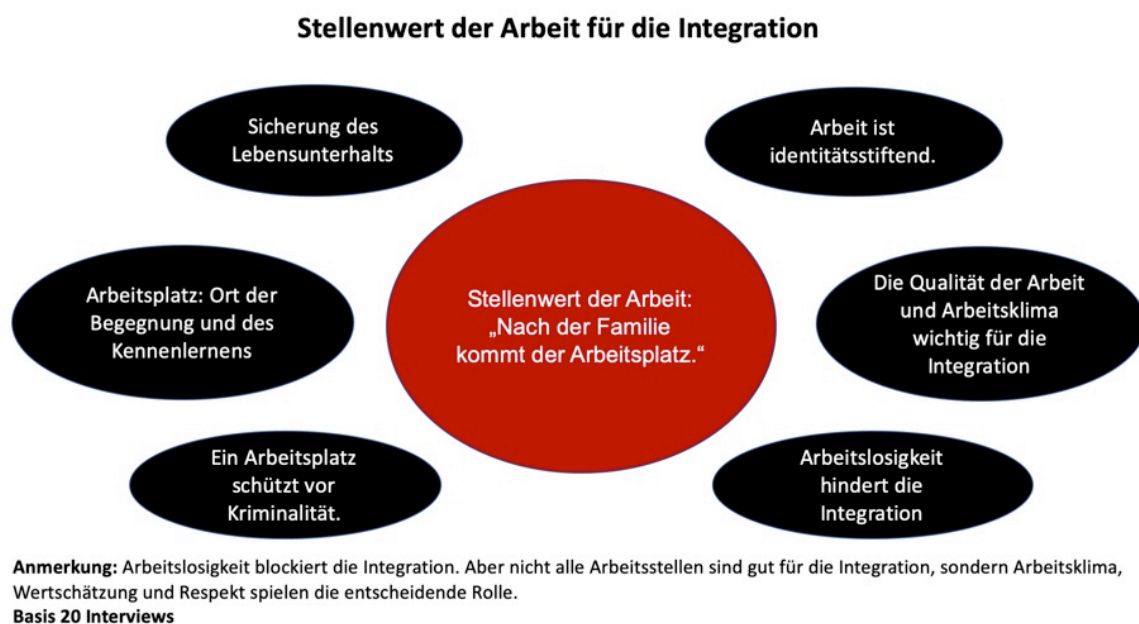 Stellenwert der Arbeit für die Integration
Sicherung des
Lebensunterhalts
Arbeit ist
identitätsstiftend.
Arbeitsplatz: Ort der
Begegnung und des
Kennenlernens
Stellenwert der Arbeit:
„Nach der Familie
kommt der Arbeitsplatz.“
Die Qualität der Arbeit
und Arbeitsklima
wichtig für die
Integration
Ein Arbeitsplatz
schützt vor
Kriminalität.
Arbeitslosigkeit
hindert die
Integration
Anmerkung: Arbeitslosigkeit blockiert die Integration. Aber nicht alle Arbeitsstellen sind gut für die Integration, sondern Arbeitsklima,
Wertschätzung und Respekt spielen die entscheidende Rolle.
Basis 20 Interviews